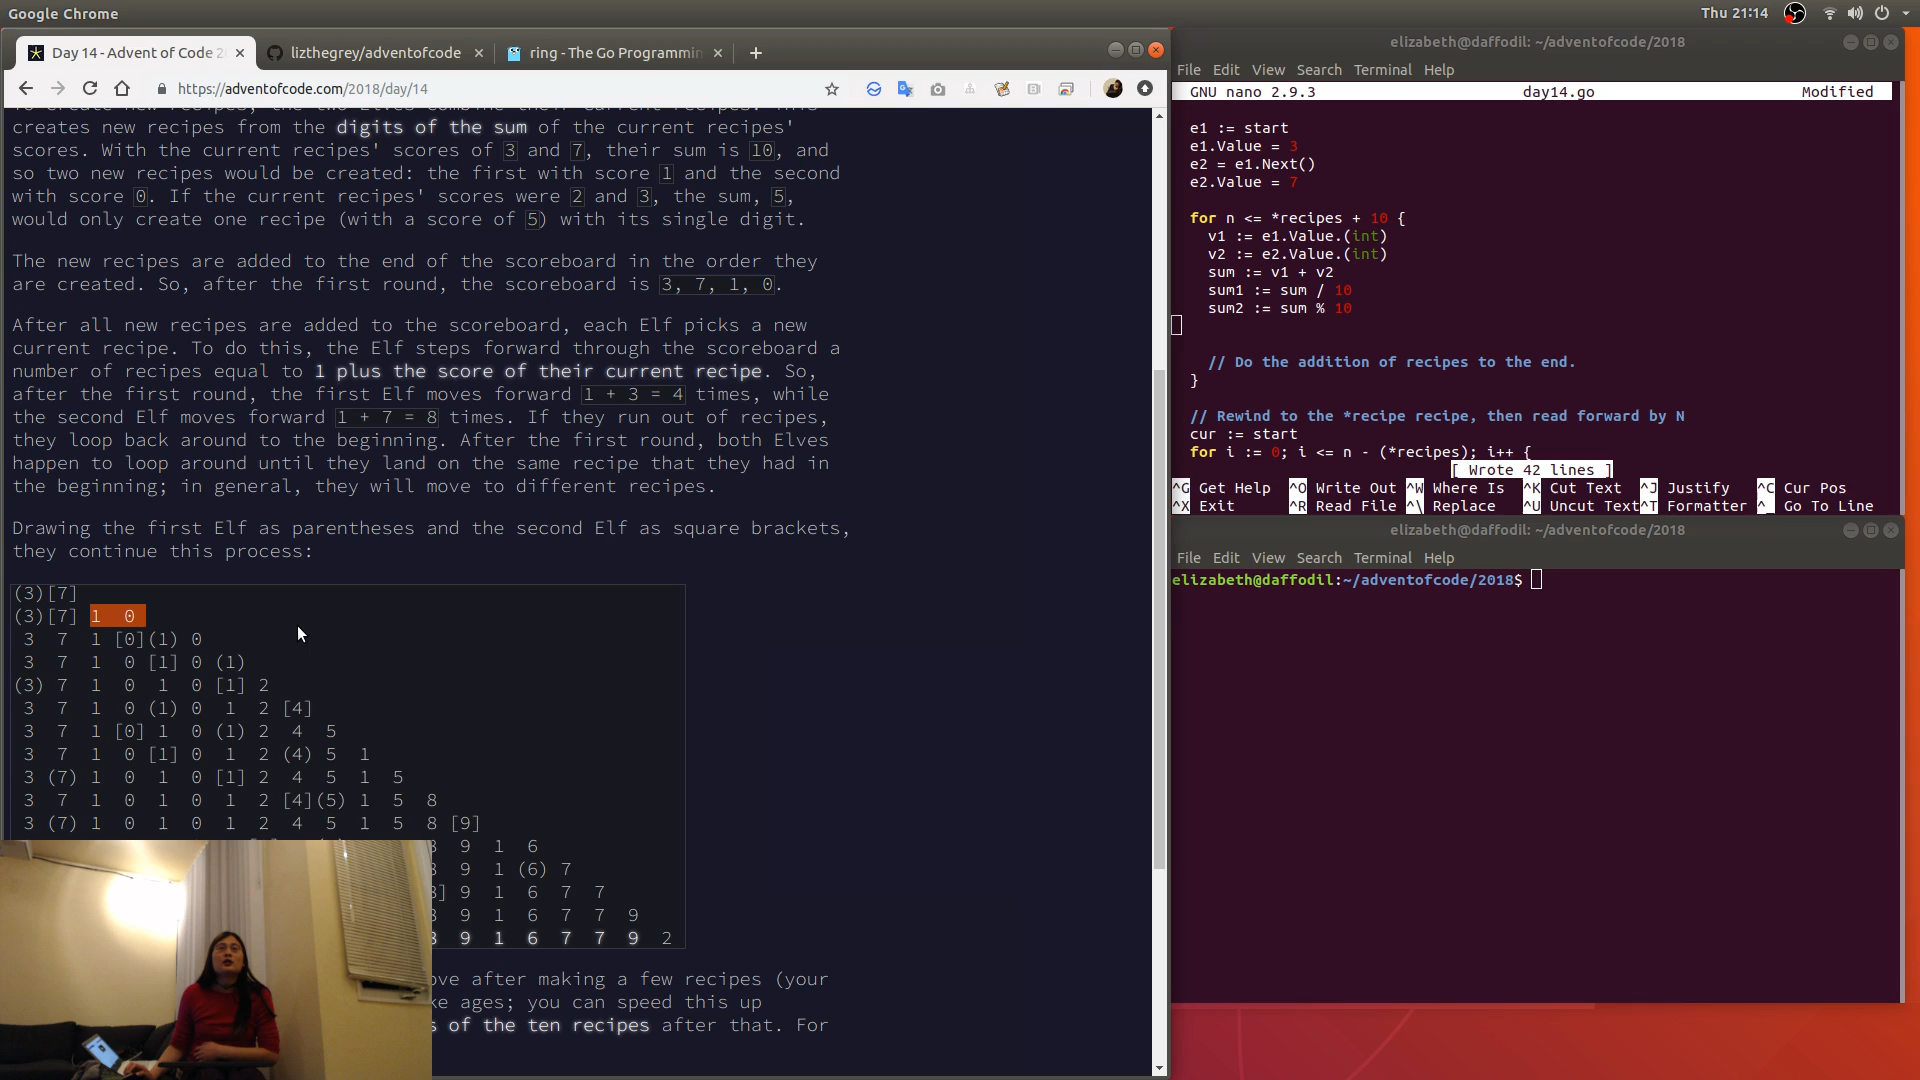 Google Chrome
Thu 21:14
Day 14 - Advent of Code 2
lizthegrey/adventofcode
ring - The Go Programmin
https://adventofcode.com/2018/day/14
creates new recipes from the digits of the sum of the current recipes'
scores. With the current recipes' scores of 3 and 7, their sum is 10, and
so two new recipes would be created: the first with score 1 and the second
with score 0. If the current recipes' scores were 2 and 3, the sum, 5,
would only create one recipe (with a score of 5) with its single digit.
The new recipes are added to the end of the scoreboard in the order they
are created. So, after the first round, the scoreboard is 3, 7, 1, 0.
After all new recipes are added to the scoreboard, each Elf picks a new
current recipe. To do this, the Elf steps forward through the scoreboard a
number of recipes equal to 1 plus the score of their current recipe. So,
after the first round, the first Elf moves forward 1 + 3 = 4 times, while
the second Elf moves forward 1 + 7 = 8 times. If they run out of recipes,
they loop back around to the beginning. After the first round, both Elves
happen to loop around until they land on the same recipe that they had in
the beginning; in general, they will move to different recipes.
Drawing the first Elf as parentheses and the second Elf as square brackets,
they continue this process:
(3)[7]
(3)[7] 1 0
3 7 1 [0](1) 0
3 7 1 0 [1] 0 (1)
(3) 7 1 0 1 0 [1] 2
3 7 1 0 (1) 0 1 2 [4]
3 7 1 [0] 1 0 (1) 2 4 5
3 7 1 0 [1] 0 1 2 (4) 5 1
3 (7) 1 0 1 0 [1] 2 4 5 1 5
3 7 1 0 1 0 1 2 [4](5) 1 5 8
3 (7) 1 0 1 0 1 2 4 5 1 5 8 [9]
9 1 6
9 1 (6) 7
] 9 1 6 7 7
9 1 6 7 7 9
9 1 6 7 7 9 2
ove after making a few recipes (your
ke ages; you can speed this up
s of the ten recipes after that. For
elizabeth@daffodil: ~/adventofcode/2018
File Edit View Search Terminal Help
GNU nano 2.9.3 day14.go Modified
e1 := start
e1.Value = 3
e2 = e1.Next()
e2.Value = 7
for n <= *recipes + 10 {
v1 := e1.Value.(int)
v2 := e2.Value.(int)
sum := v1 + v2
sum1 := sum / 10
sum2 := sum % 10
// Do the addition of recipes to the end.
}
// Rewind to the *recipe recipe, then read forward by N
cur := start
for i := 0; i <= n - (*recipes); i++ {
[ Wrote 42 lines ]
^G Get Help ^O Write Out ^W Where Is ^K Cut Text ^J Justify ^C Cur Pos
^X Exit ^R Read File ^\ Replace ^U Uncut Text ^T Formatter ^_ Go To Line
elizabeth@daffodil: ~/adventofcode/2018
File Edit View Search Terminal Help
elizabeth@daffodil:~/adventofcode/2018$